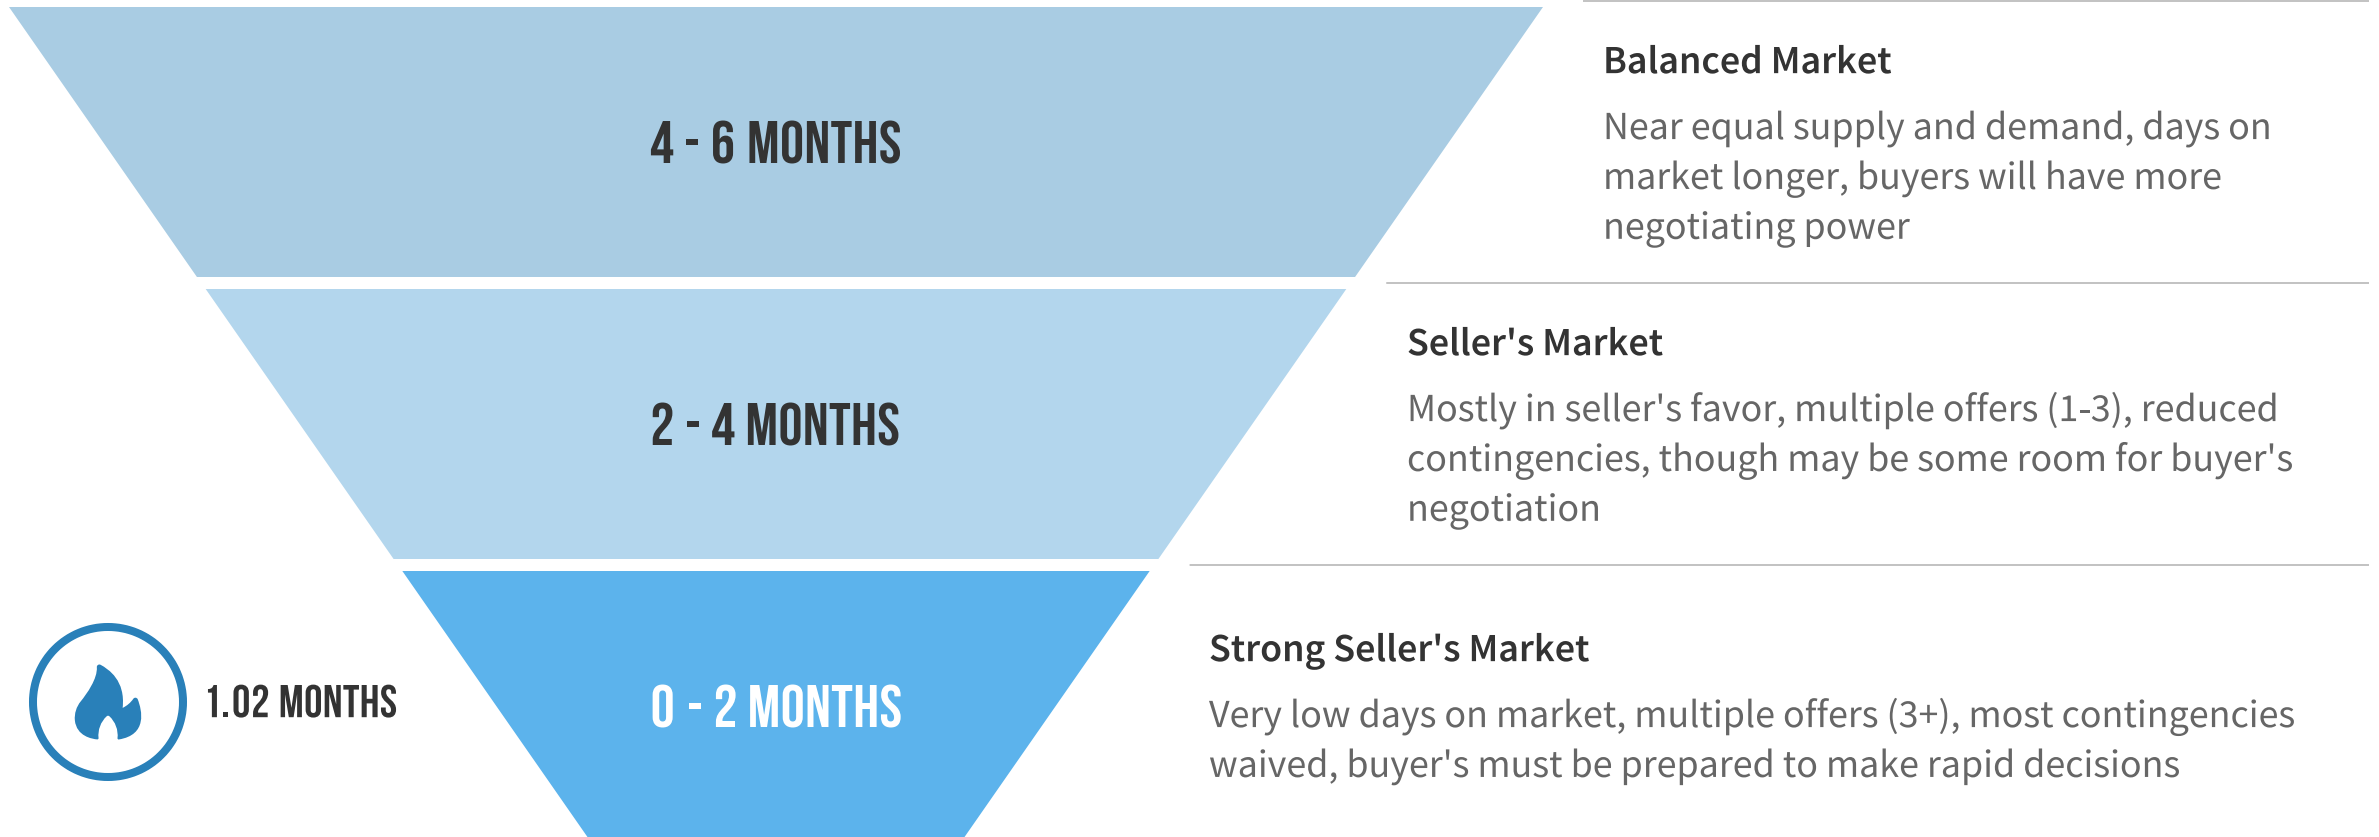 4 - 6 MONTHS
Balanced Market
Near equal supply and demand, days on
market longer, buyers will have more
negotiating power
2 - 4 MONTHS
Seller's Market
Mostly in seller's favor, multiple offers (1-3), reduced
contingencies, though may be some room for buyer's
negotiation
1.02 MONTHS
0 - 2 MONTHS
Strong Seller's Market
Very low days on market, multiple offers (3+), most contingencies
waived, buyer's must be prepared to make rapid decisions